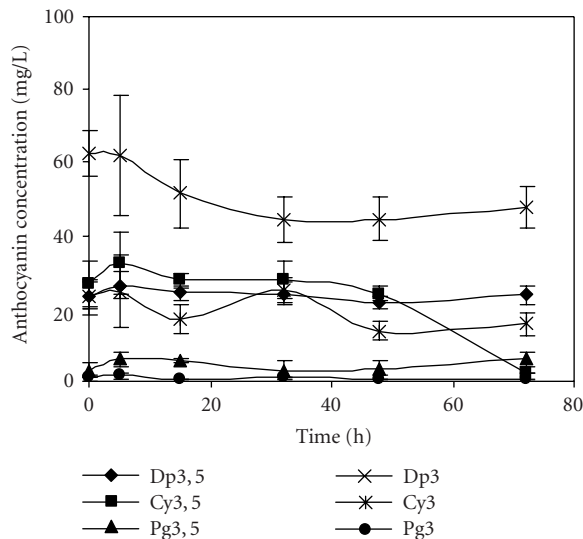 Anthocyanin concentration (mg/L)
100
80
60
40
20
0
0
20
40
60
80
Time (h)
Dp3, 5
Dp3
Cy3, 5
Cy3
Pg3, 5
Pg3